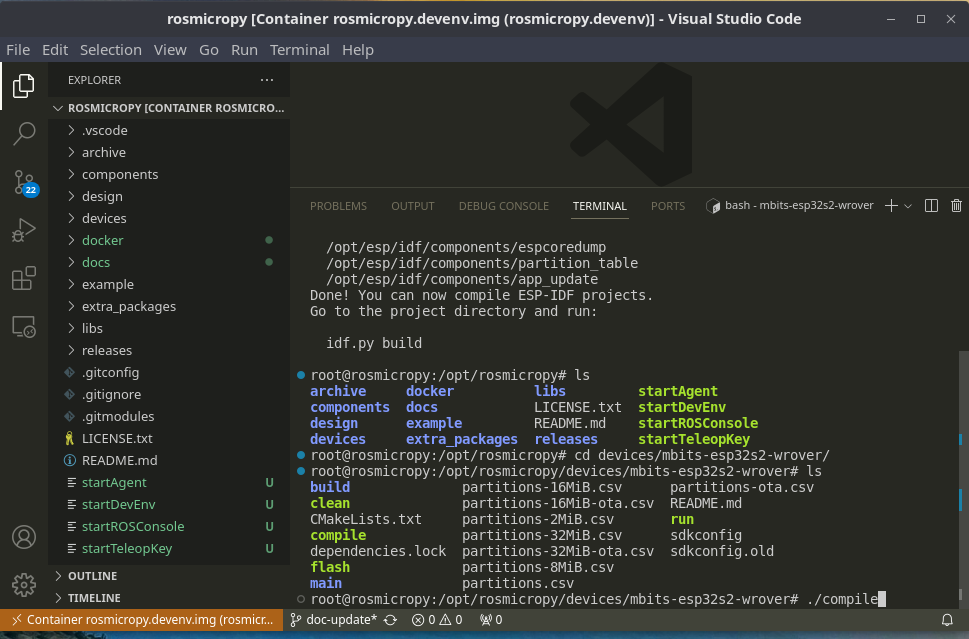 rosmicropy [Container rosmicropy.devenv.img (rosmicropy.devenv)] - Visual Studio Code
File Edit Selection View Go Run Terminal Help
EXPLORER
ROSMICROPY [CONTAINER ROSMICRO...
.vscode
archive
components
design
devices
docker
docs
example
extra_packages
libs
releases
.gitconfig
.gitignore
.gitmodules
LICENSE.txt
README.md
startAgent U
startDevEnv U
startROSConsole U
startTeleopKey U
OUTLINE
TIMELINE
22
PROBLEMS OUTPUT DEBUG CONSOLE TERMINAL PORTS bash - mbits-esp32s2-wrover
/opt/esp/idf/components/espcoredump
/opt/esp/idf/components/partition_table
/opt/esp/idf/components/app_update
Done! You can now compile ESP-IDF projects.
Go to the project directory and run:
idf.py build
root@rosmicropy:/opt/rosmicropy# ls
archive docker libs startAgent
components docs LICENSE.txt startDevEnv
design example README.md startROSConsole
devices extra_packages releases startTeleopKey
root@rosmicropy:/opt/rosmicropy# cd devices/mbits-esp32s2-wrover/
root@rosmicropy:/opt/rosmicropy/devices/mbits-esp32s2-wrover# ls
build partitions-16MiB.csv partitions-ota.csv
clean partitions-16MiB-ota.csv README.md
CMakeLists.txt partitions-2MiB.csv run
compile partitions-32MiB.csv sdkconfig
dependencies.lock partitions-32MiB-ota.csv sdkconfig.old
flash partitions-8MiB.csv
main partitions.csv
root@rosmicropy:/opt/rosmicropy/devices/mbits-esp32s2-wrover# ./compile
Container rosmicropy.devenv.img (rosmicr... doc-update* 0 0 0